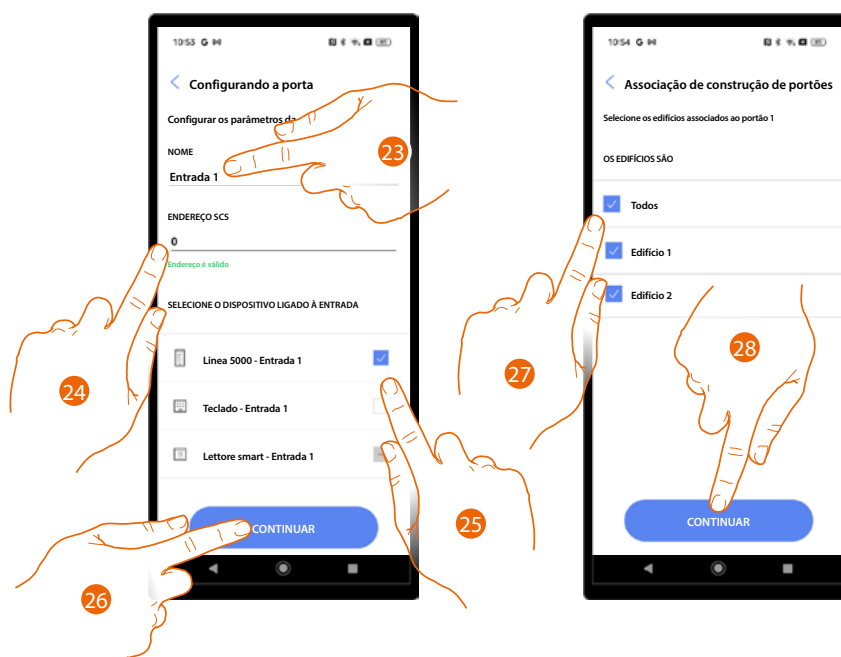 10:53 G
Configurando a porta
Configurar os parâmetros da
NOME
Entrada 1
23
ENDEREÇO SCS
0
Endereço é válido
SELECIONE O DISPOSITIVO LIGADO À ENTRADA
24
Linea 5000 - Entrada 1
Teclado - Entrada 1
Lettore smart - Entrada 1
25
CONTINUAR
26
10:54 G
Associação de construção de portões
Selecione os edifícios associados ao portão 1
OS EDIFÍCIOS SÃO
Todos
Edifício 1
Edifício 2
27
28
CONTINUAR